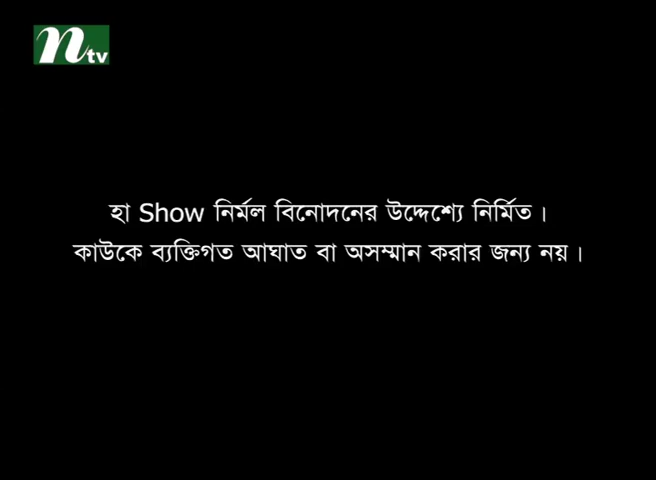 ntv
হা Show নির্মল বিনোদনের উদ্দেশ্যে নির্মিত।
কাউকে ব্যক্তিগত আঘাত বা অসম্মান করার জন্য নয়।